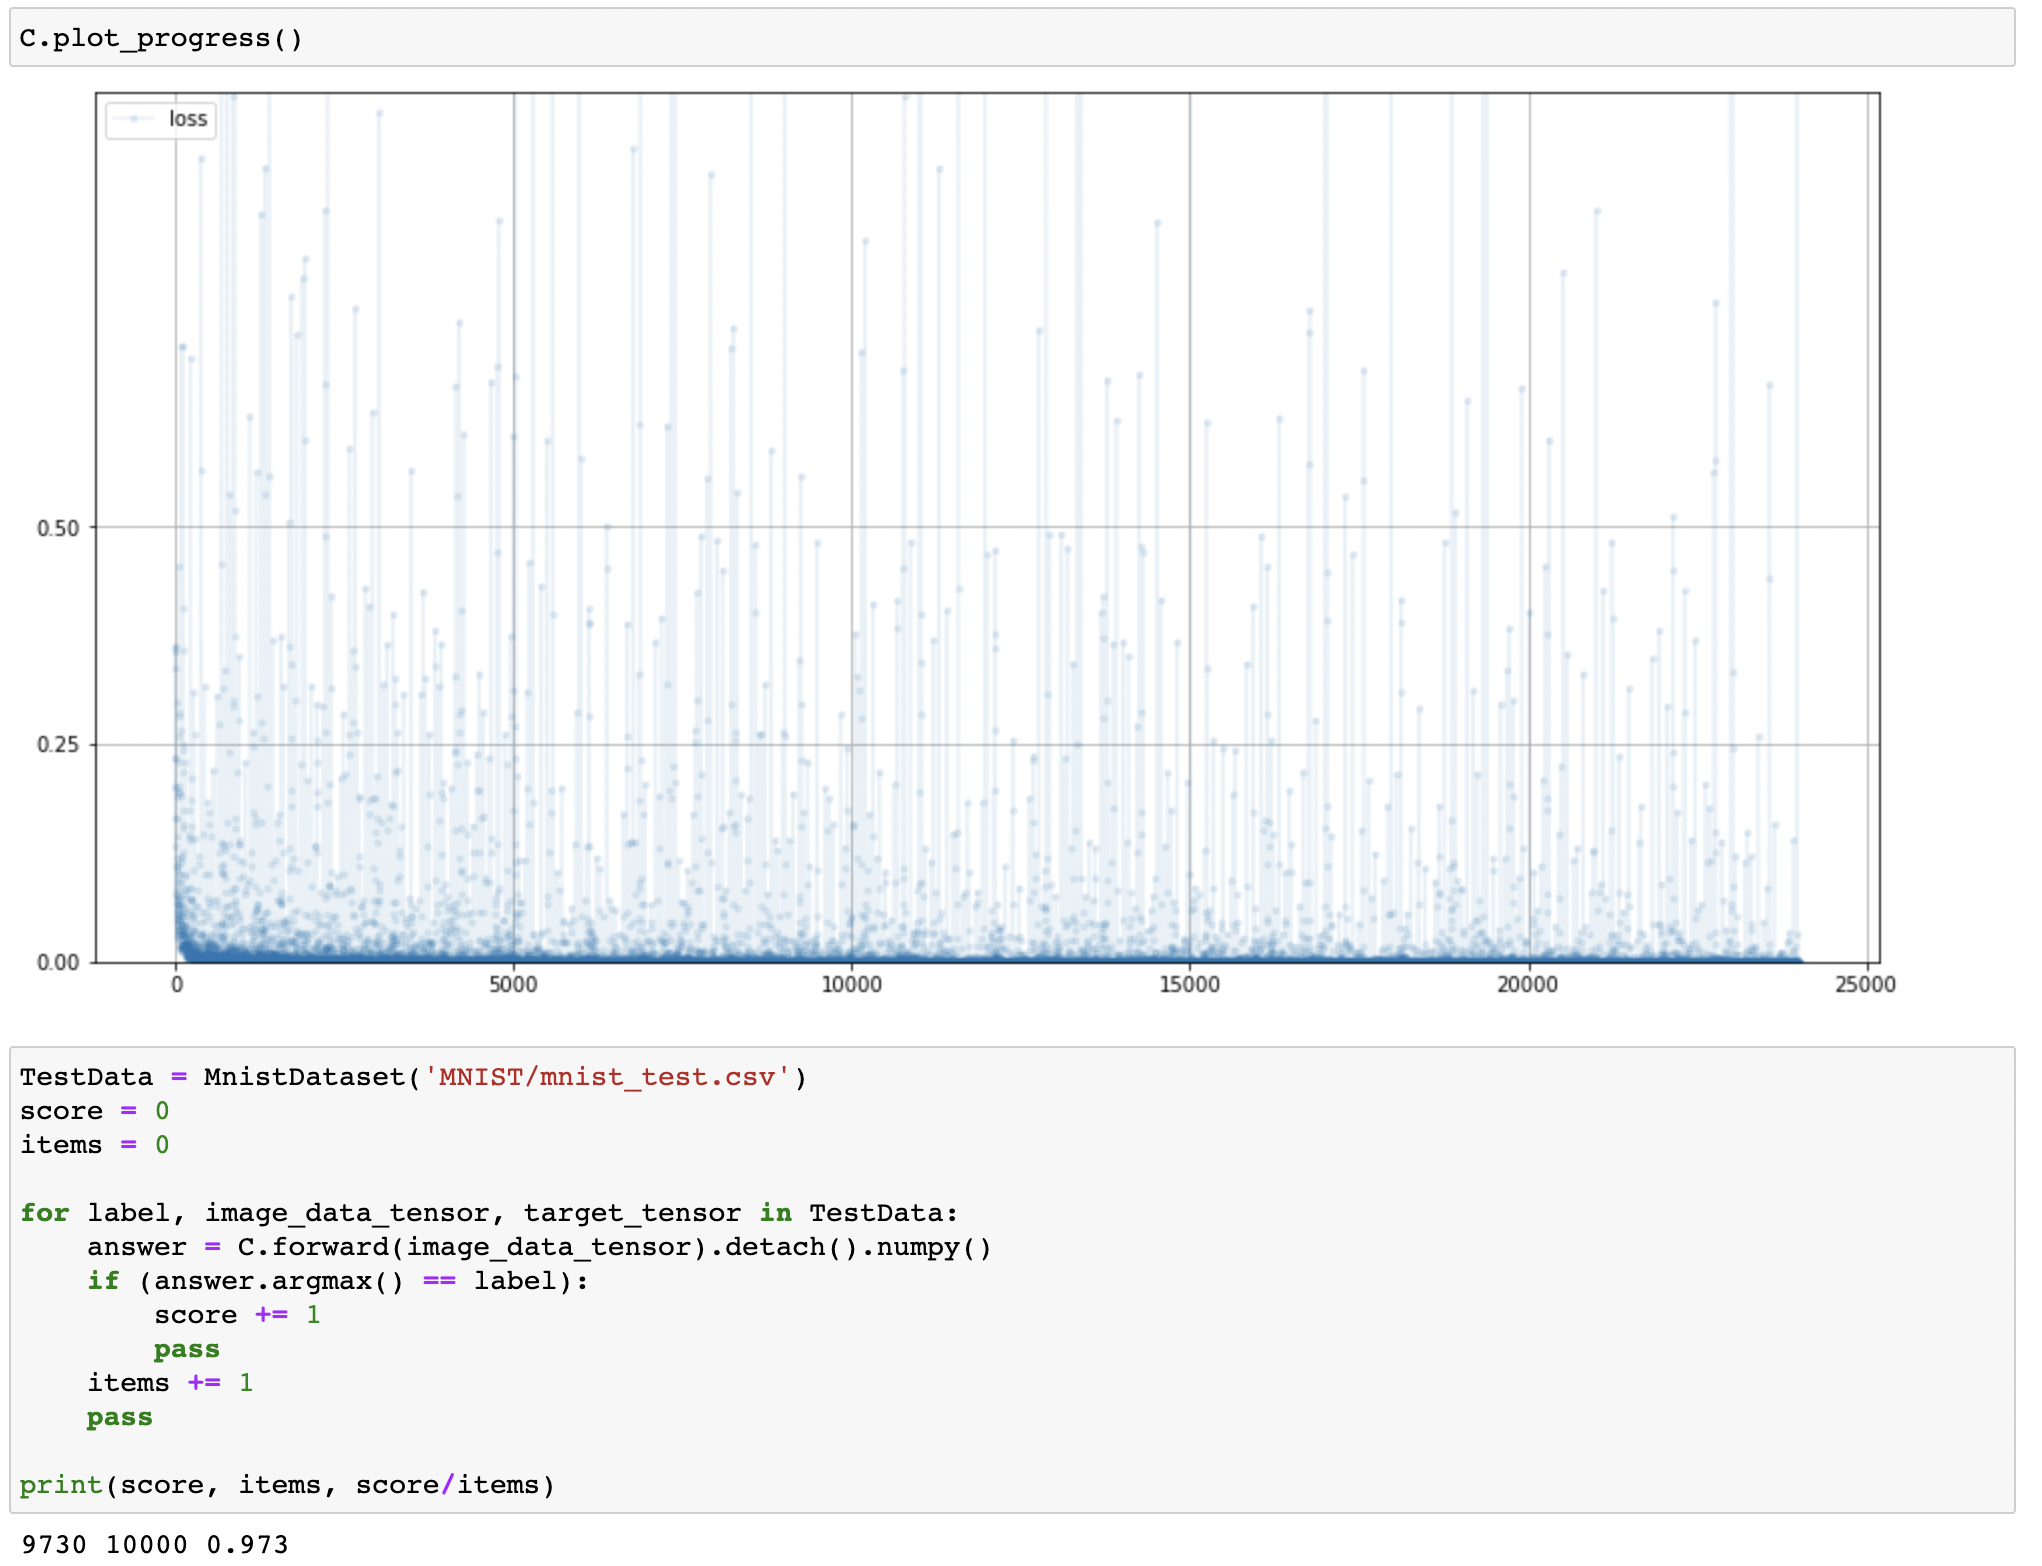 C.plot_progress()
loss
0.50
0.25
0.00
0 5000 10000 15000 20000 25000
TestData = MnistDataset('MNIST/mnist_test.csv')
score = 0
items = 0
for label, image_data_tensor, target_tensor in TestData:
    answer = C.forward(image_data_tensor).detach().numpy()
    if (answer.argmax() == label):
        score += 1
        pass
    items += 1
    pass
print(score, items, score/items)
9730 10000 0.973